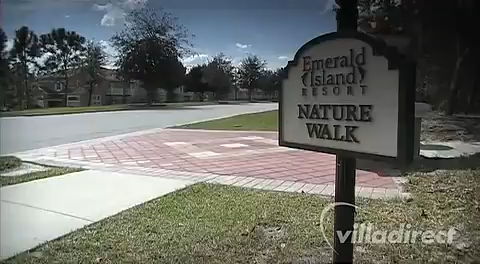 Emerald
Island
RESORT
NATURE
WALK
villadirect